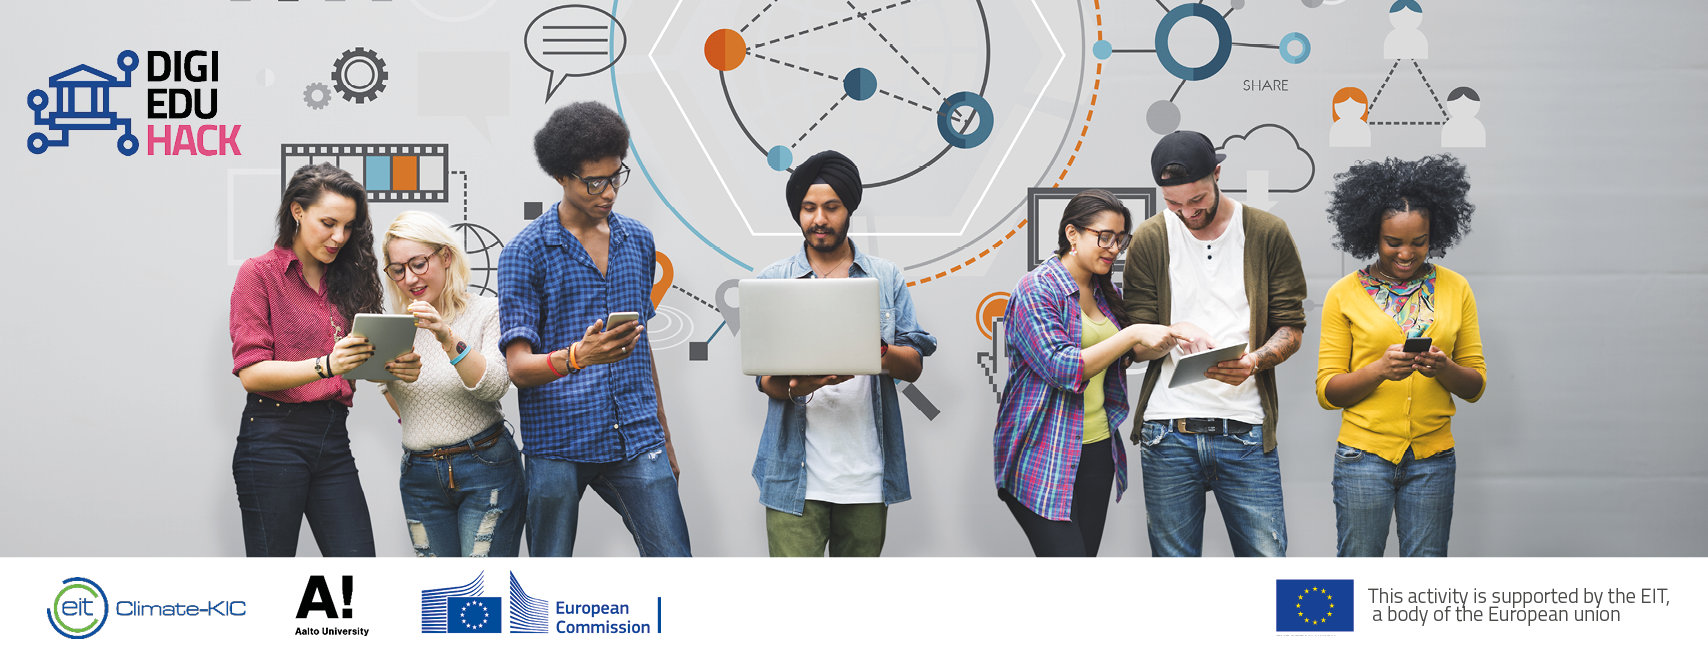 DIGI
EDU
HACK
SHARE
eit Climate-KIC
A!
Aalto University
European
Commission
This activity is supported by the EIT,
a body of the European union